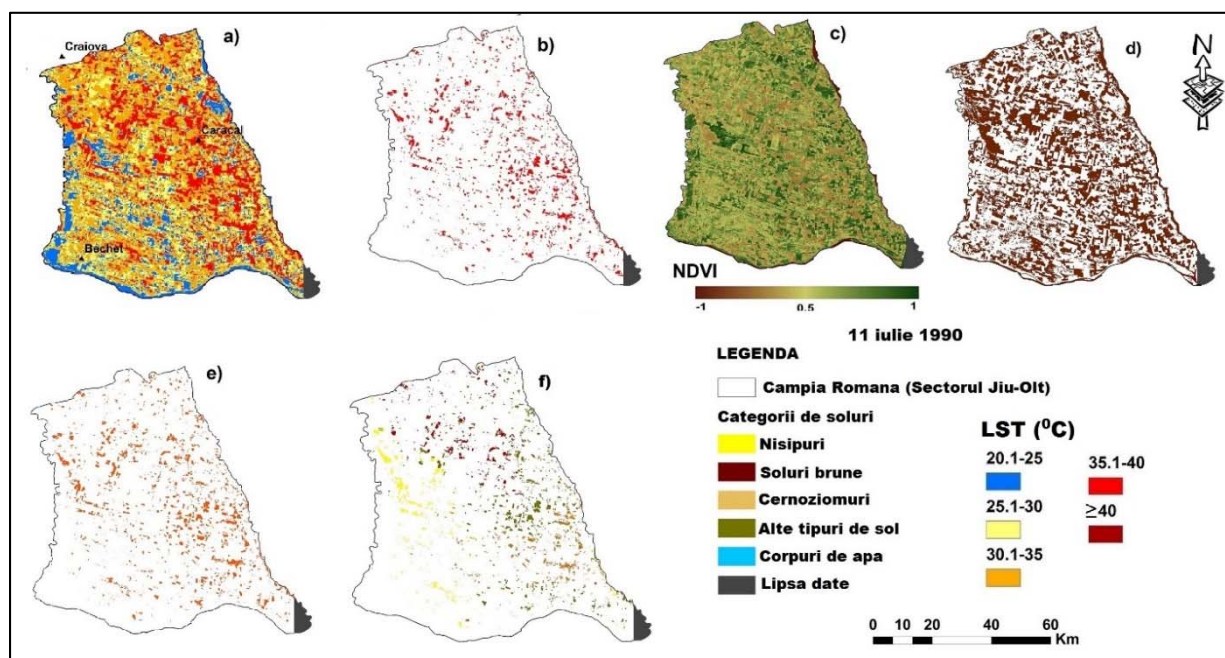 a)
Craiova
Caracal
Bechet
b)
c)
NDVI
-1 0.5 1
d)
N
11 iulie 1990
e)
f)
LEGENDA
Campia Romana (Sectorul Jiu-Olt)
Categorii de soluri
Nisipuri
Soluri brune
Cernoziomuri
Alte tipuri de sol
Corpuri de apa
Lipsa date
LST (⁰C)
20.1-25
25.1-30
30.1-35
35.1-40
≥40
0 10 20 40 60
Km